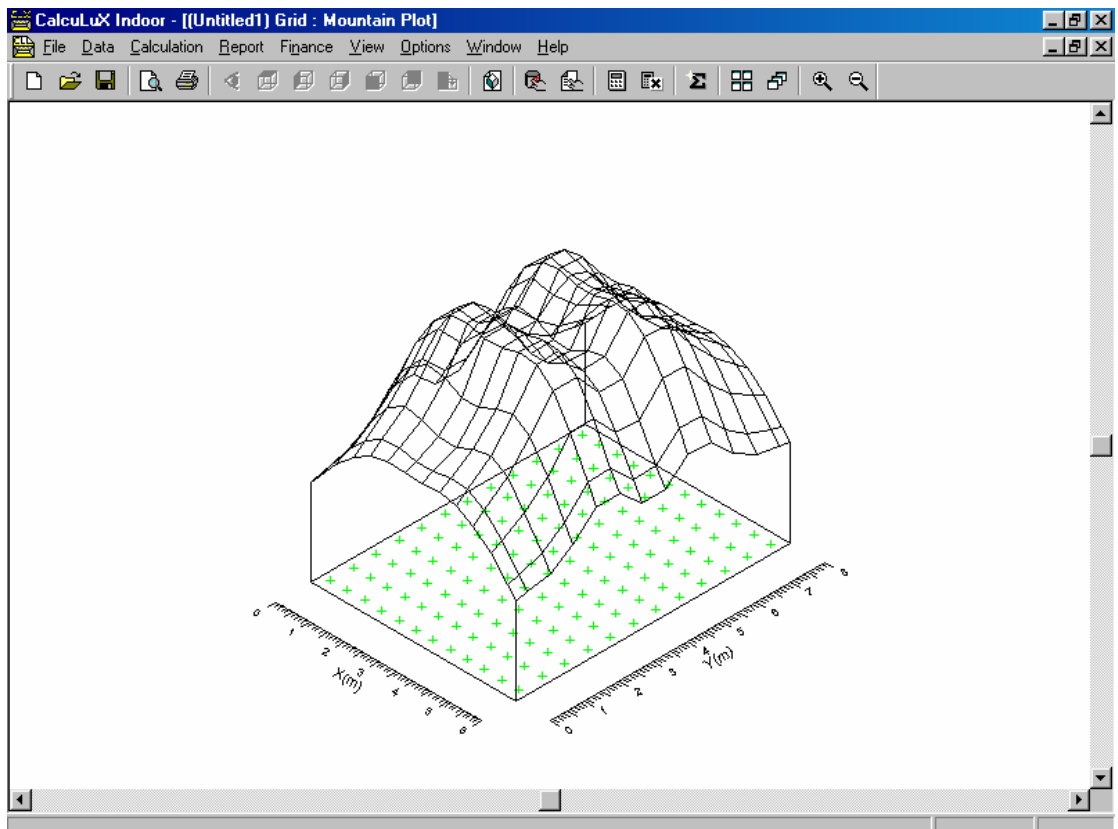 CalcuLuX Indoor - [(Untitled1) Grid : Mountain Plot]
File Data Calculation Report Finance View Options Window Help
0 1 2 3 4 5 6
X(m)
0 1 2 3 4 5 6 7 8
Y(m)